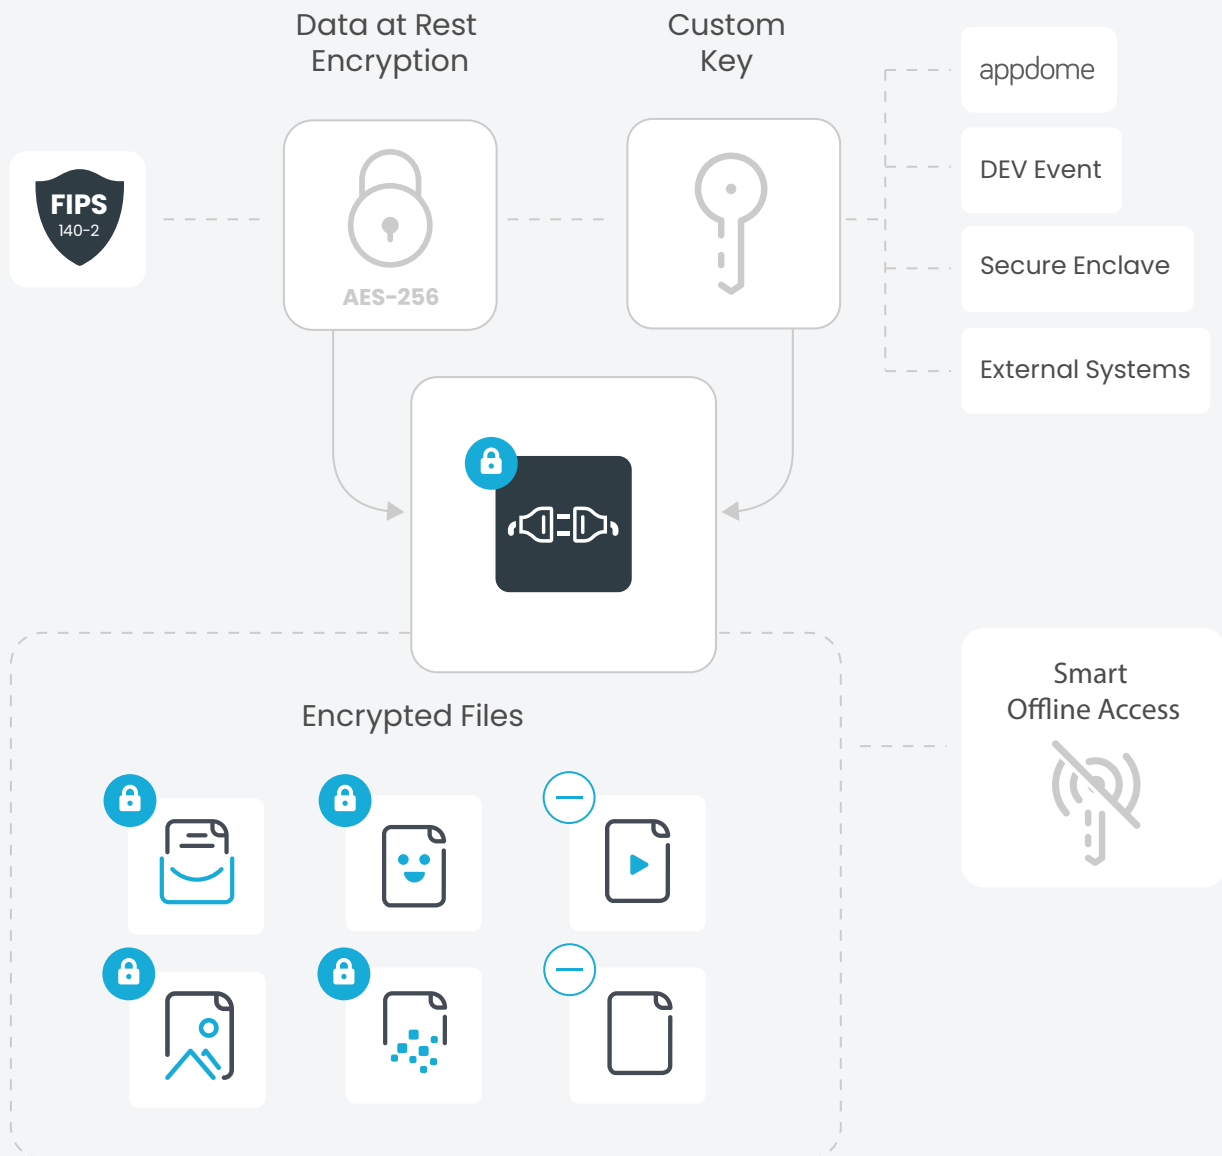 Data at Rest
Encryption
Custom
Key
appdome
DEV Event
FIPS
140-2
Secure Enclave
AES-256
External Systems
Smart
Offline Access
Encrypted Files